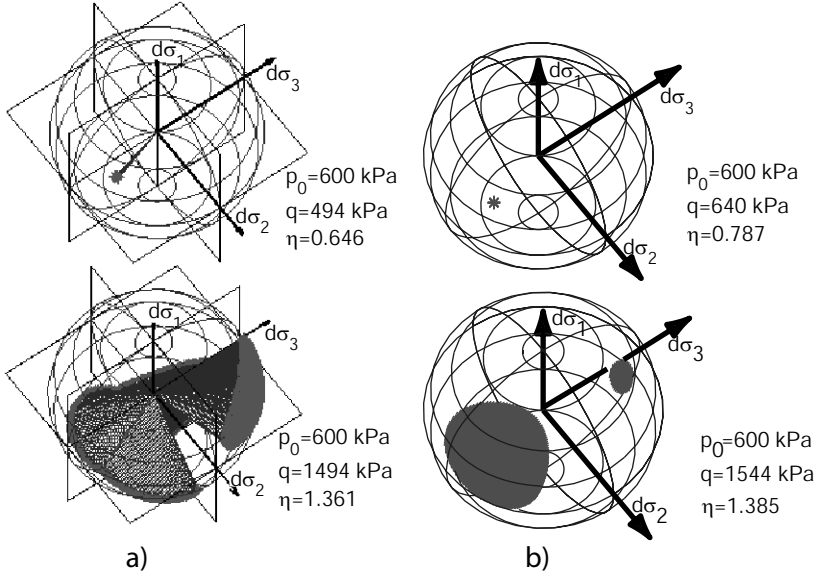 dσ1
dσ3
dσ2
p0=600 kPa
q=494 kPa
η=0.646
dσ1
dσ3
dσ2
p0=600 kPa
q=640 kPa
η=0.787
dσ1
dσ3
dσ2
p0=600 kPa
q=1494 kPa
η=1.361
dσ1
dσ3
dσ2
p0=600 kPa
q=1544 kPa
η=1.385
a)
b)